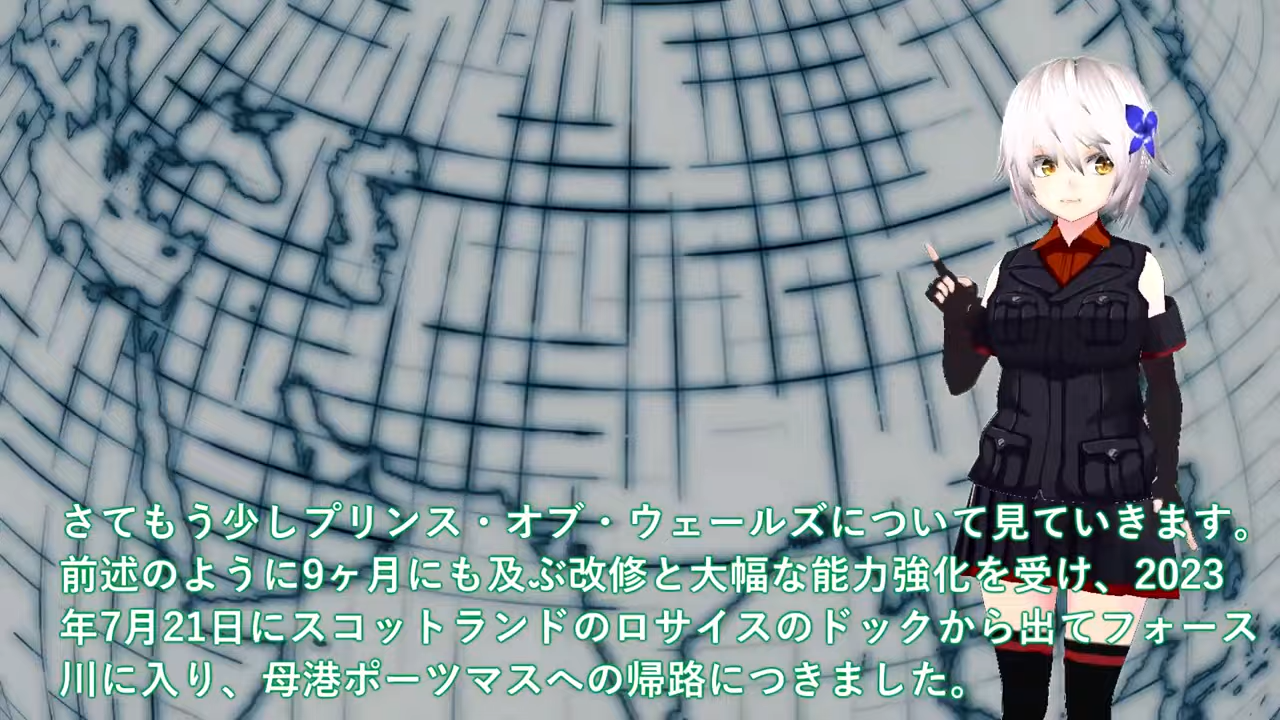 さてもう少しプリンス・オブ・ウェールズについて見ていきます。
前述のように9ヶ月にも及ぶ改修と大幅な能力強化を受け、2023
年7月21日にスコットランドのロサイスのドックから出てフォース
川に入り、母港ポーツマスへの帰路につきました。